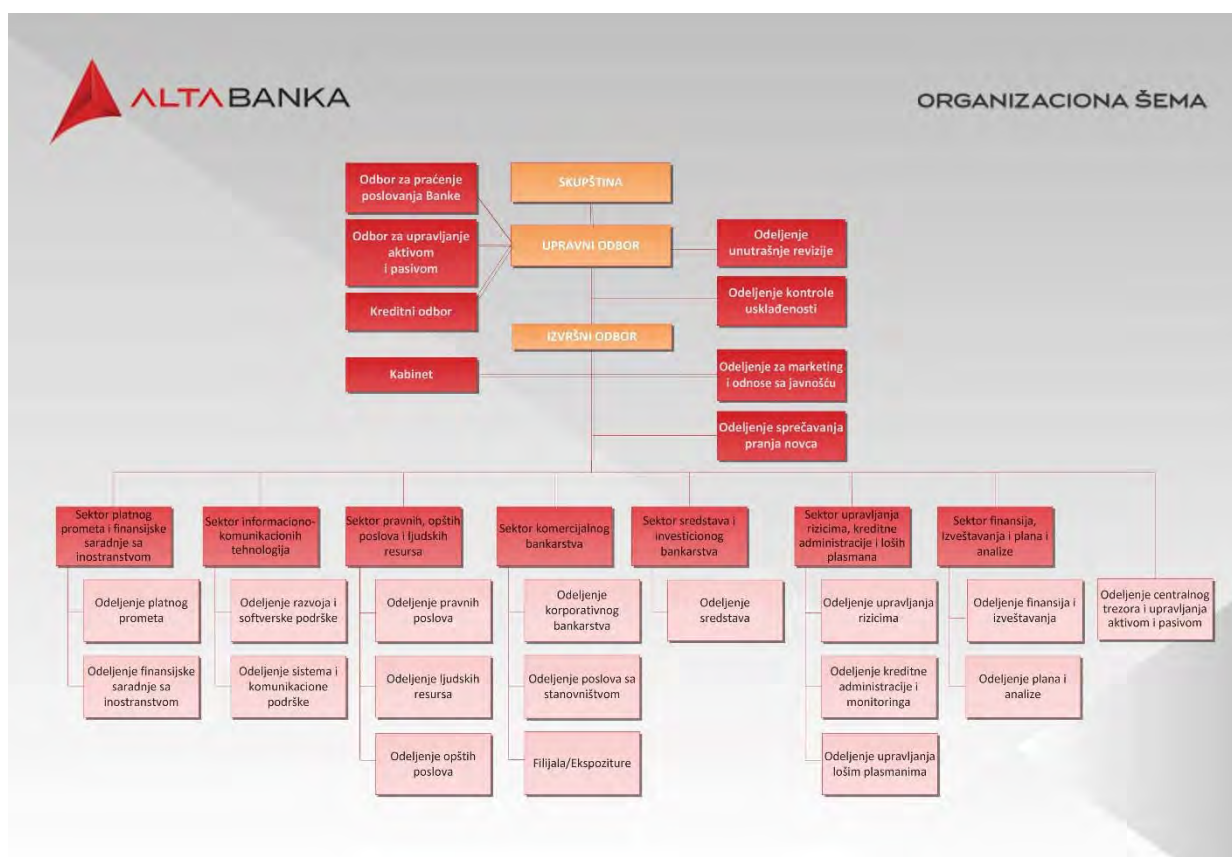 ALTABANKA
ORGANIZACIONA ŠEMA
Odbor za praćenje
poslovanja Banke
SKUPŠTINA
Odbor za upravljanje
aktivom
i pasivom
UPRAVNI ODBOR
Odeljenje
unutrašnje revizije
Kreditni odbor
Odeljenje kontrole
usklađenosti
IZVRŠNI ODBOR
Kabinet
Odeljenje za marketing
i odnose sa javnošću
Odeljenje sprečavanja
pranja novca
Sektor platnog
prometa i finansijske
saradnje sa
inostranstvom
Sektor informaciono-
komunikacionih
tehnologija
Sektor pravnih, opštih
poslova i ljudskih
resursa
Sektor komercijalnog
bankarstva
Sektor sredstava i
investicionog
bankarstva
Sektor upravljanja
rizicima, kreditne
administracije i loših
plasmana
Sektor finansija,
Izveštavanja i plana i
analize
Odeljenje platnog
prometa
Odeljenje razvoja i
softverske podrške
Odeljenje pravnih
poslova
Odeljenje
korporativnog
bankarstva
Odeljenje
sredstava
Odeljenje upravljanja
rizicima
Odeljenje finansija i
izveštavanja
Odeljenje centralnog
trezora i upravljanja
aktivom i pasivom
Odeljenje finansijske
saradnje sa
inostranstvom
Odeljenje sistema i
komunikacione
podrške
Odeljenje ljudskih
resursa
Odeljenje poslova sa
stanovništvom
Odeljenje kreditne
administracije i
monitoringa
Odeljenje plana i
analize
Odeljenje opštih
poslova
Filijala/Ekspoziture
Odeljenje upravljanja
lošim plasmanima